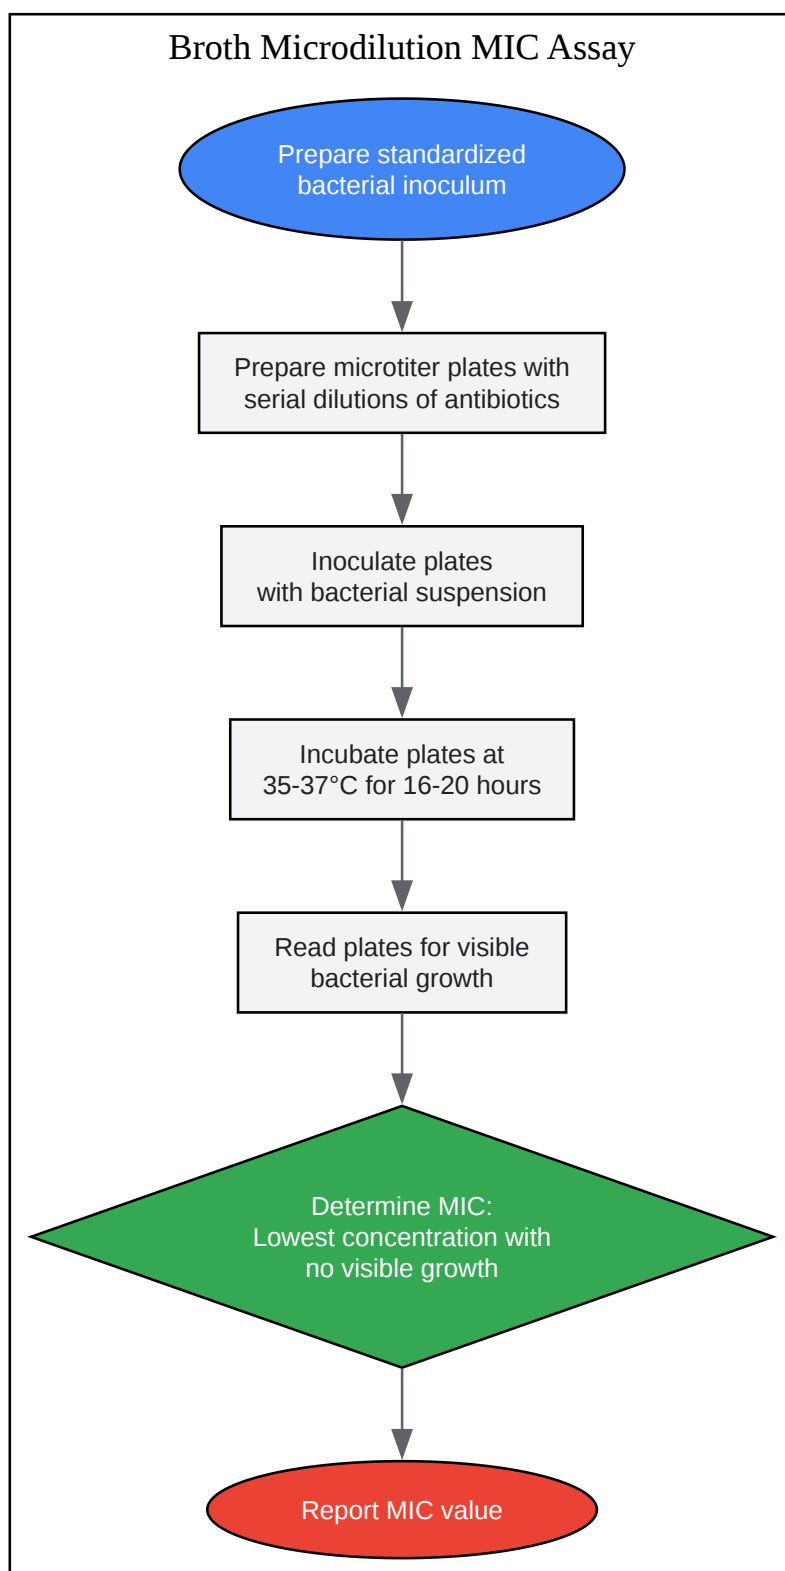 Broth Microdilution MIC Assay
Prepare standardized
bacterial inoculum
Prepare microtiter plates with
serial dilutions of antibiotics
Inoculate plates
with bacterial suspension
Incubate plates at
35-37°C for 16-20 hours
Read plates for visible
bacterial growth
Determine MIC:
Lowest concentration with
no visible growth
Report MIC value